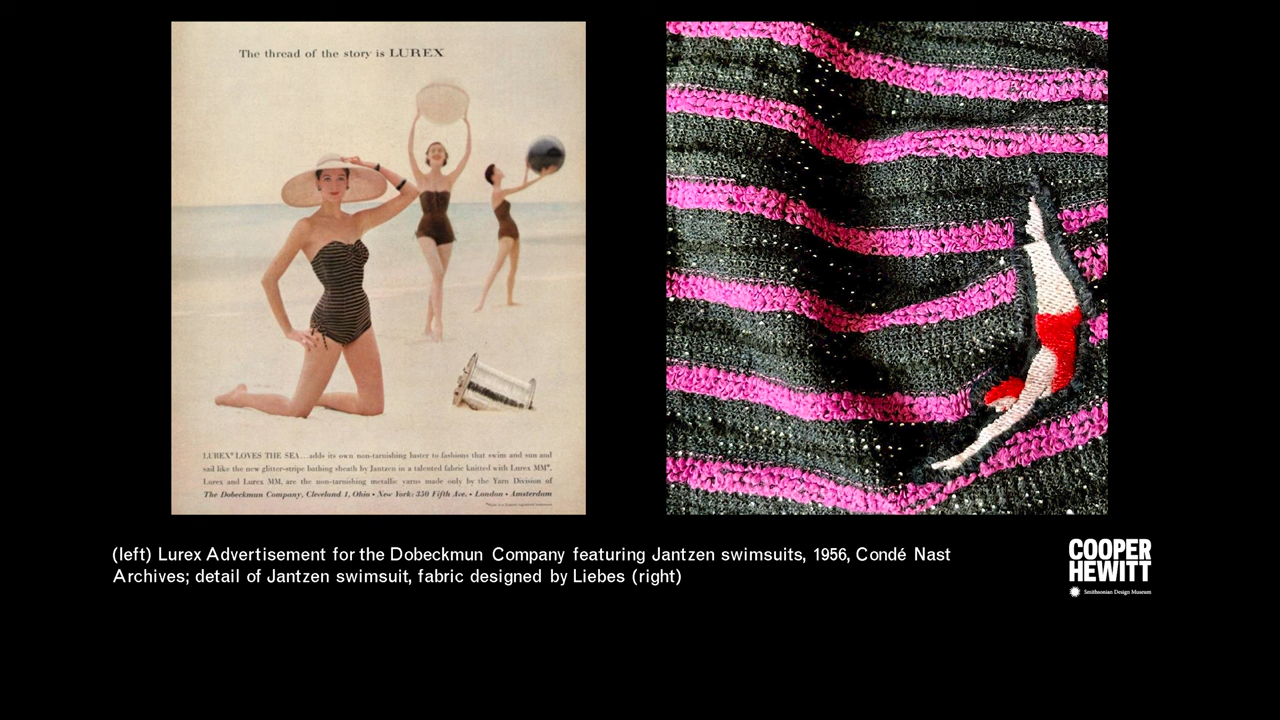 The thread of the story is LUREX
LUREX® LOVES THE SEA...adds its own non-tarnishing luster to fashions that swim and sun and
sail like the new glitter-stripe bathing sheath by Jantzen in a talented fabric knitted with Lurex MM®.
Lurex and Lurex MM, are the non-tarnishing metallic yarns made only by the Yarn Division of
The Dobeckmun Company, Cleveland 1, Ohio • New York: 350 Fifth Ave. • London • Amsterdam
(left) Lurex Advertisement for the Dobeckmun Company featuring Jantzen swimsuits, 1956, Condé Nast
Archives; detail of Jantzen swimsuit, fabric designed by Liebes (right)
COOPER
HEWITT
Smithsonian Design Museum